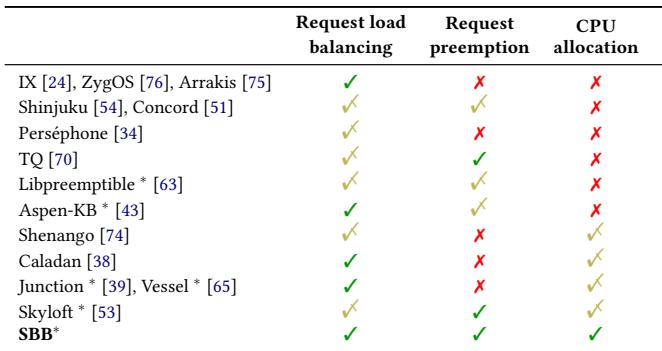 Request load balancing Request preemption CPU allocation
IX [24], ZygOS [76], Arrakis [75] ✓ ✗ ✗
Shinjuku [54], Concord [51] ✓✗ ✓✗ ✗
Perséphone [34] ✓✗ ✗ ✗
TQ [70] ✓✗ ✓ ✗
Libpreemptible * [63] ✓✗ ✓✗ ✗
Aspen-KB * [43] ✓ ✓✗ ✗
Shenango [74] ✓✗ ✗ ✓✗
Caladan [38] ✓ ✗ ✓✗
Junction * [39], Vessel * [65] ✓ ✗ ✓✗
Skyloft * [53] ✓✗ ✓ ✓✗
SBB* ✓ ✓ ✓